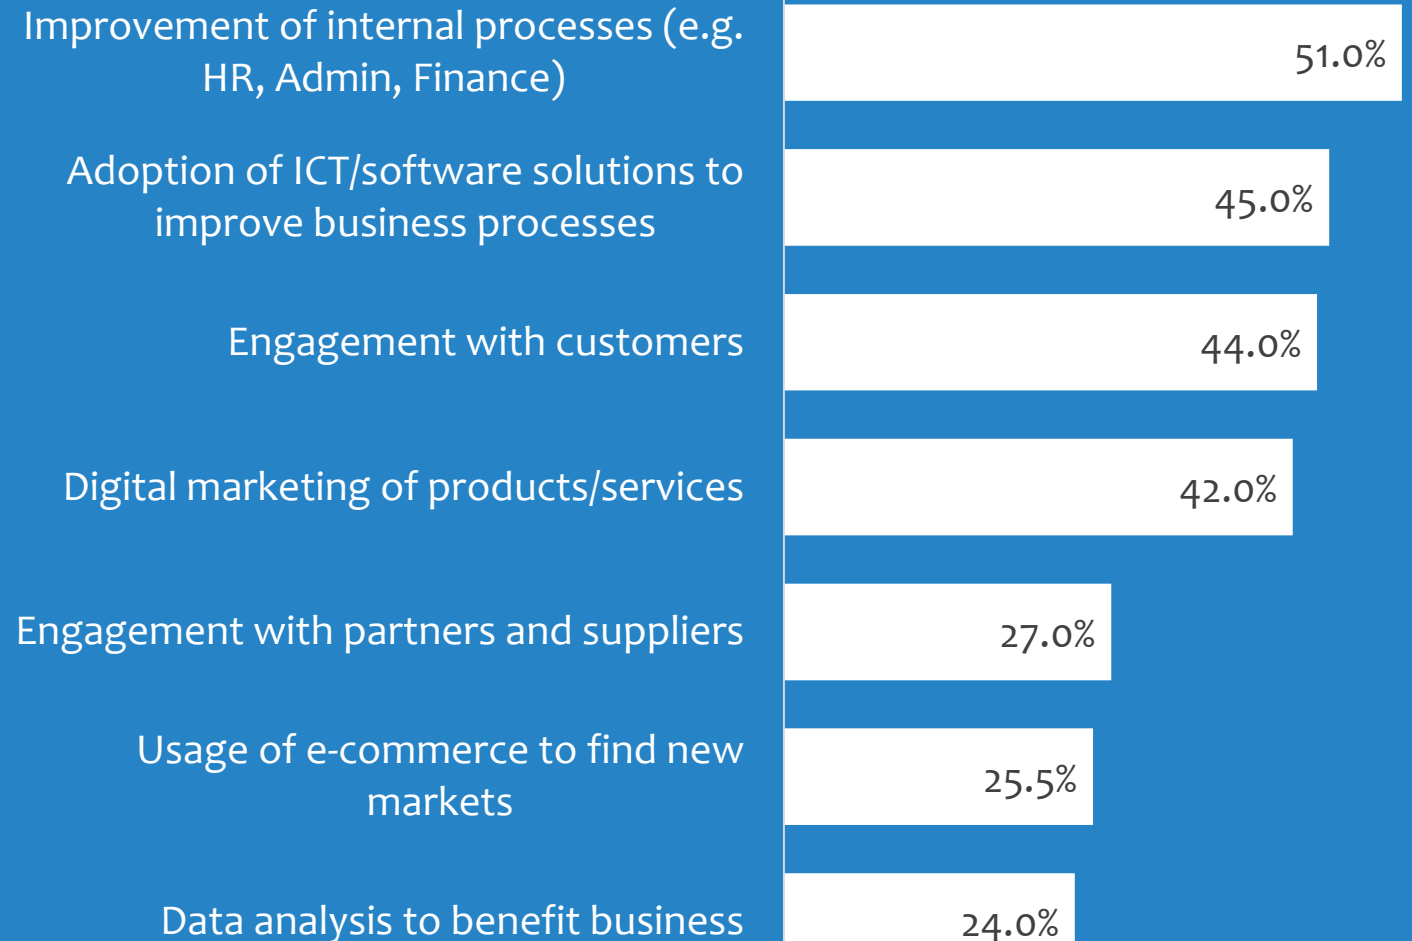 Improvement of internal processes (e.g.
HR, Admin, Finance)
51.0%
Adoption of ICT/software solutions to
improve business processes
45.0%
Engagement with customers
44.0%
Digital marketing of products/services
42.0%
Engagement with partners and suppliers
27.0%
Usage of e-commerce to find new
markets
25.5%
Data analysis to benefit business
24.0%